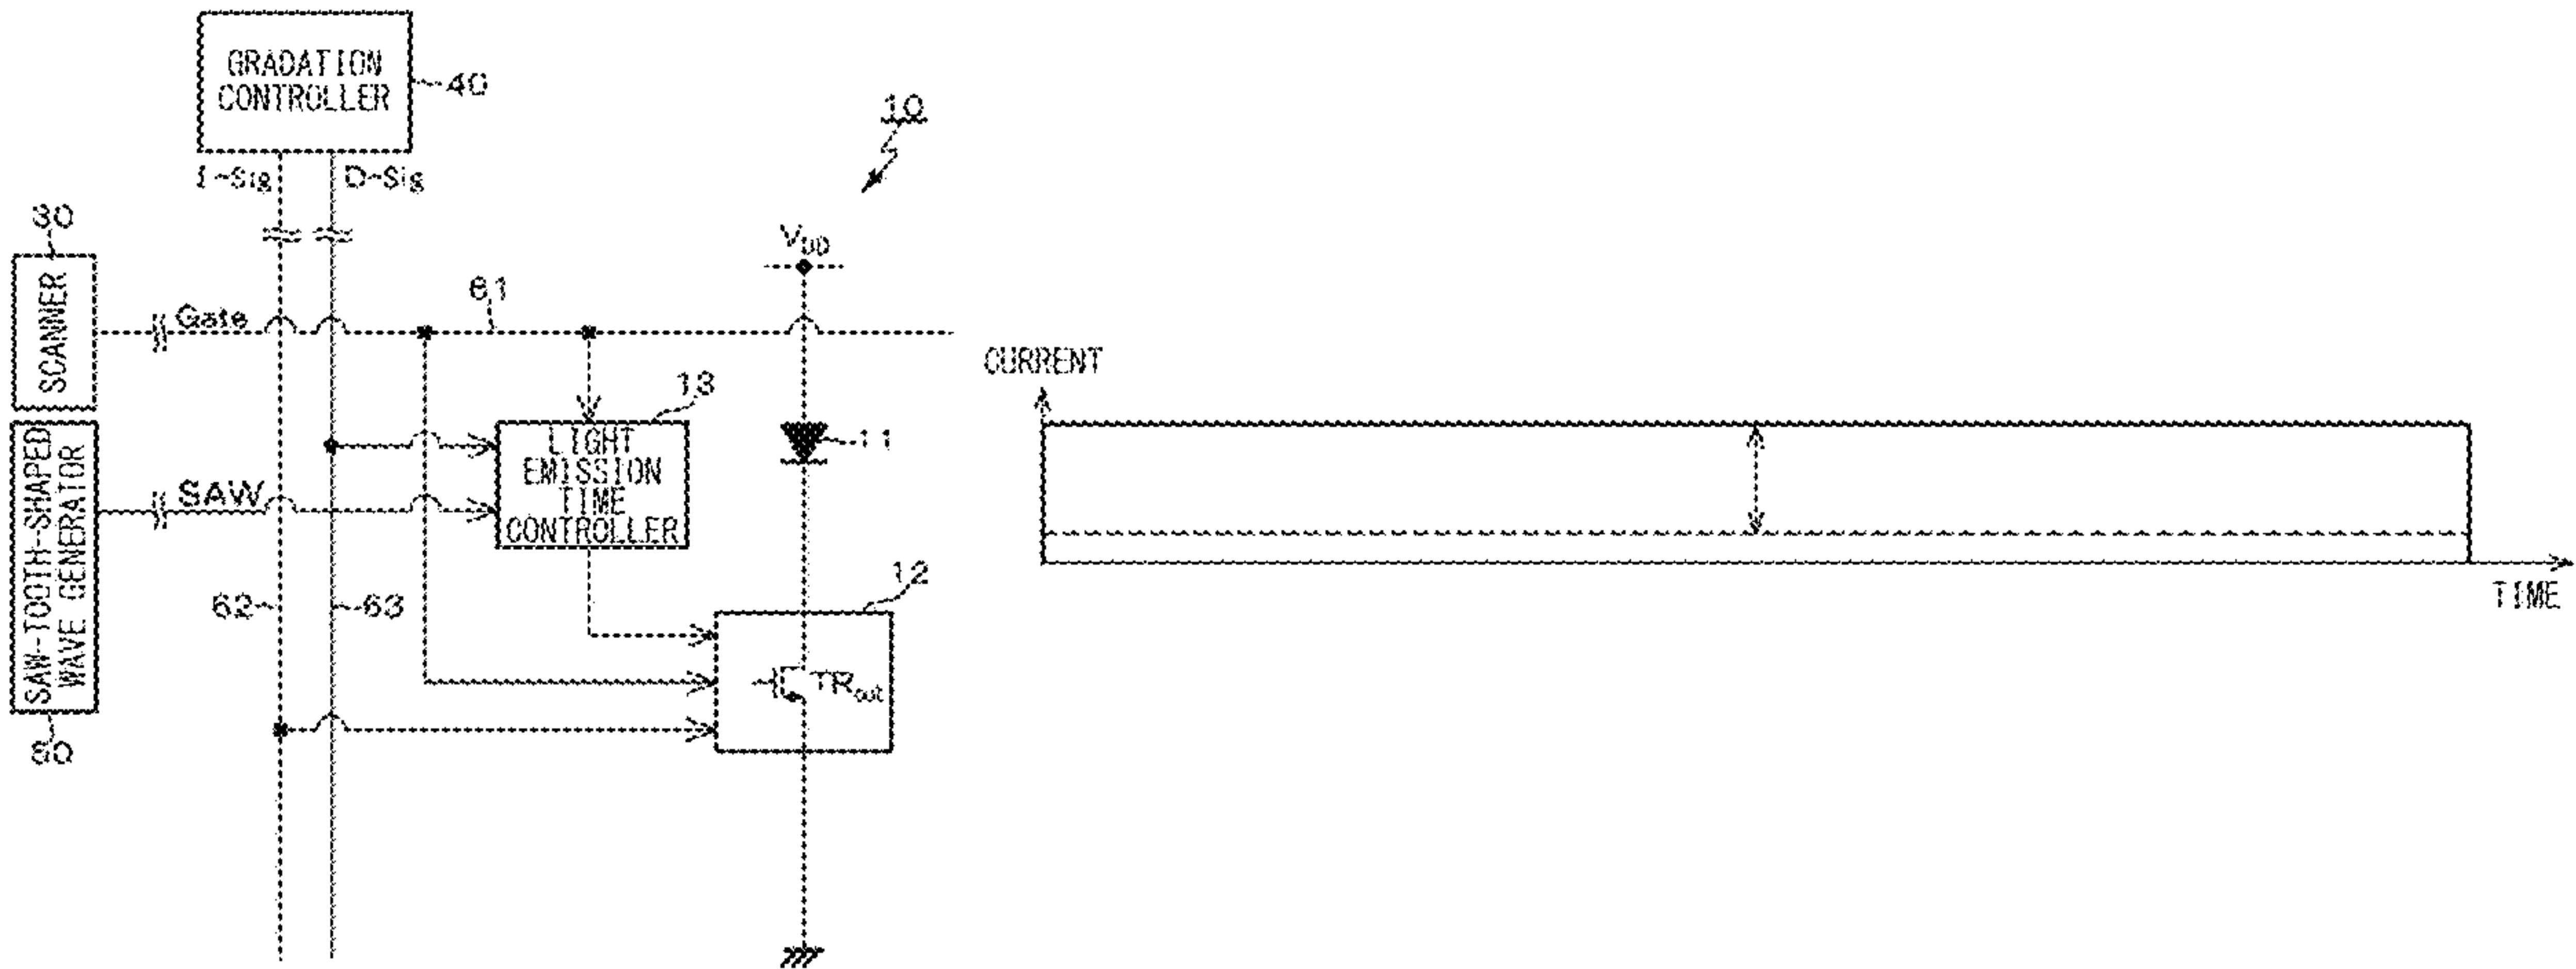 GRADATION
CONTROLLER
40
I-Sig
D-Sig
10
30
SCANNER
Gate
61
VDD
CURRENT
13
LIGHT
EMISSION
TIME
CONTROLLER
11
SAW
SAW-TOOTH-SHAPED
WAVE GENERATOR
62
63
12
TRout
TIME